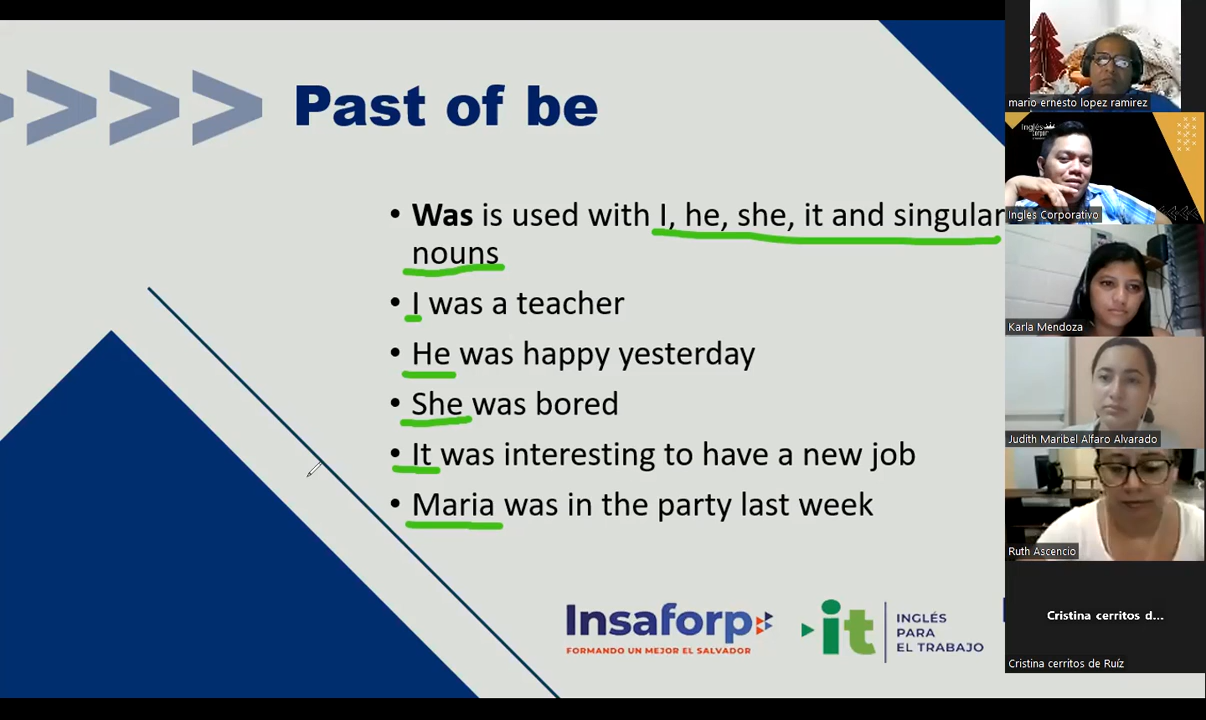 Past of be
• Was is used with I, he, she, it and singular
nouns
• I was a teacher
• He was happy yesterday
• She was bored
• It was interesting to have a new job
• Maria was in the party last week
Insaforp
FORMANDO UN MEJOR EL SALVADOR
it
INGLÉS
PARA
EL TRABAJO
mario ernesto lopez ramirez
Inglés
Ingles Corporativo
Karla Mendoza
Judith Maribel Alfaro Alvarado
Ruth Ascencio
Cristina cerritos d...
Cristina cerritos de Ruíz